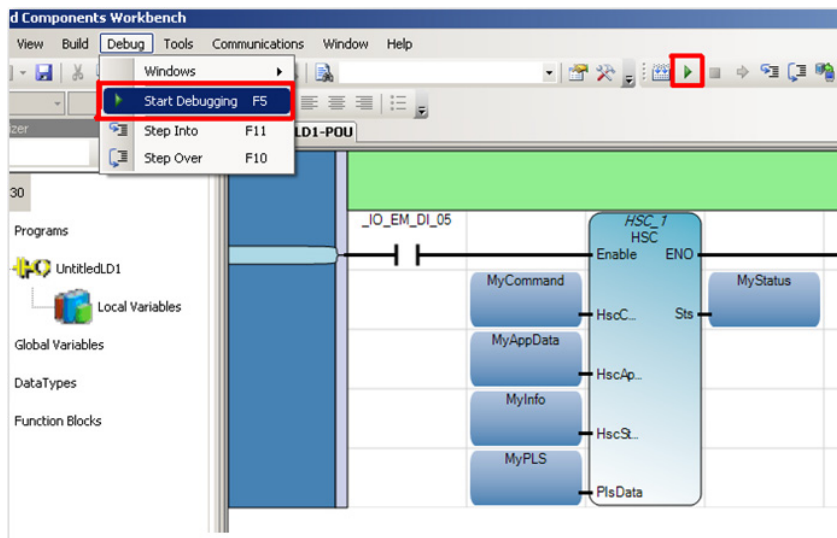 d Components Workbench
View Build Debug Tools Communications Window Help
Windows
Start Debugging F5
izer
Step Into F11
LD1-POU
Step Over F10
30
_IO_EM_DI_05
HSC_1
HSC
Programs
Enable ENO
UntitledLD1
MyCommand
MyStatus
Local Variables
HscC...
Sts
Global Variables
MyAppData
HscAp...
DataTypes
MyInfo
Function Blocks
HscSt...
MyPLS
PlsData